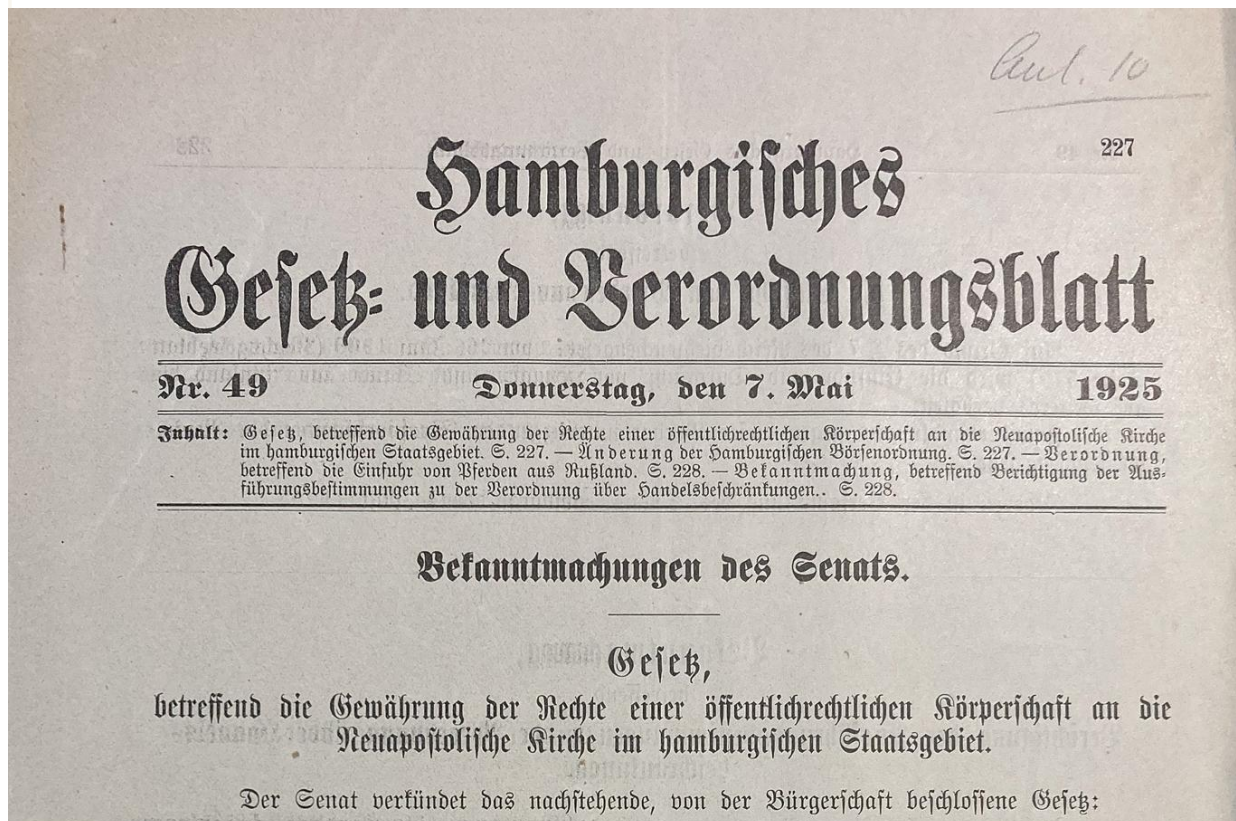 Anl. 10
227
Hamburgisches
Gesetz- und Verordnungsblatt
Nr. 49 Donnerstag, den 7. Mai 1925
Inhalt: Gesetz, betreffend die Gewährung der Rechte einer öffentlichrechtlichen Körperschaft an die Neuapostolische Kirche
im hamburgischen Staatsgebiet. S. 227. — Änderung der Hamburgischen Börsenordnung. S. 227. — Verordnung,
betreffend die Einfuhr von Pferden aus Rußland. S. 228. — Bekanntmachung, betreffend Berichtigung der Aus-
führungsbestimmungen zu der Verordnung über Handelsbeschränkungen.. S. 228.
Bekanntmachungen des Senats.
Gesetz,
betreffend die Gewährung der Rechte einer öffentlichrechtlichen Körperschaft an die
Neuapostolische Kirche im hamburgischen Staatsgebiet.
Der Senat verkündet das nachstehende, von der Bürgerschaft beschlossene Gesetz: